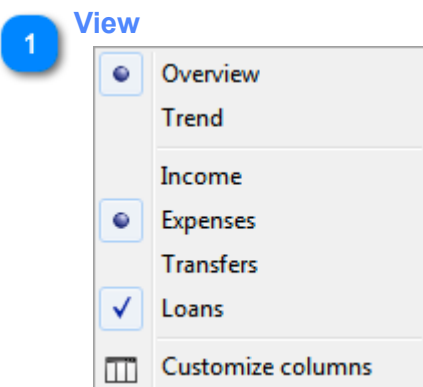 1
View
Overview
Trend
Income
Expenses
Transfers
Loans
Customize columns